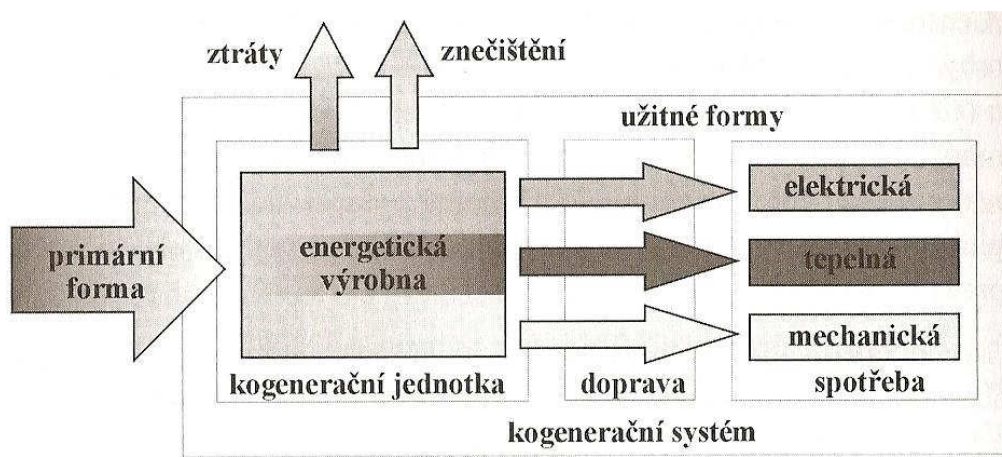 ztráty
znečištění
užitné formy
primární
forma
energetická
výrobna
elektrická
tepelná
mechanická
kogenerační jednotka
doprava
spotřeba
kogenerační systém